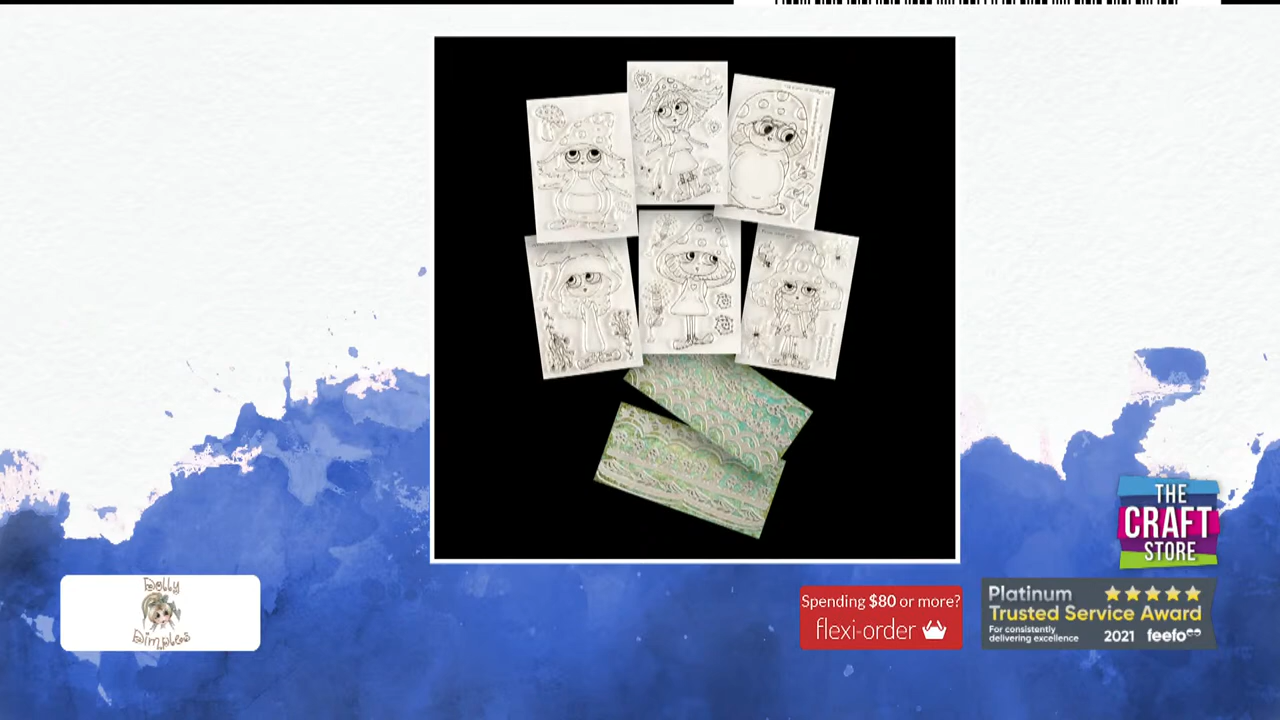 THE
CRAFT
STORE
Dolly
Dimples
Spending $80 or more?
flexi-order
Platinum
Trusted Service Award
For consistently
delivering excellence
2021 feefo